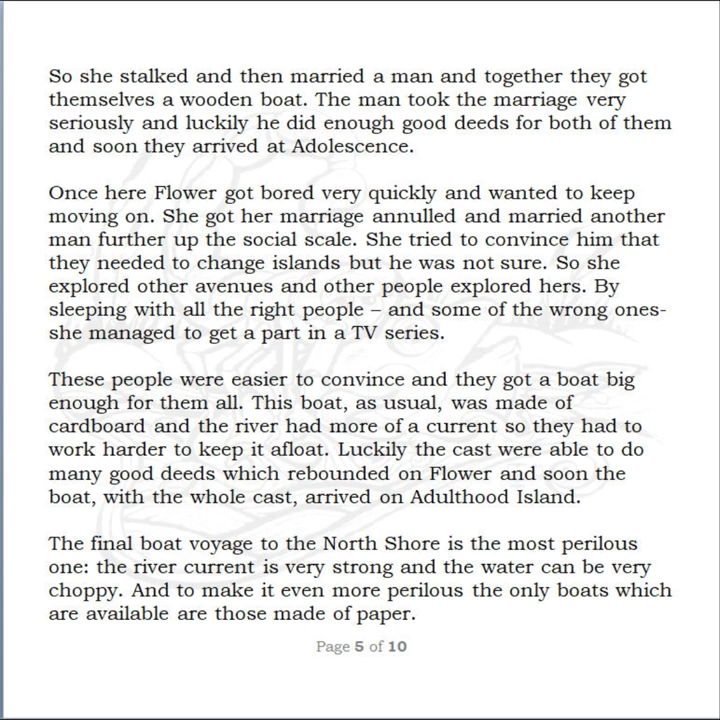 So she stalked and then married a man and together they got
themselves a wooden boat. The man took the marriage very
seriously and luckily he did enough good deeds for both of them
and soon they arrived at Adolescence.
Once here Flower got bored very quickly and wanted to keep
moving on. She got her marriage annulled and married another
man further up the social scale. She tried to convince him that
they needed to change islands but he was not sure. So she
explored other avenues and other people explored hers. By
sleeping with all the right people – and some of the wrong ones-
she managed to get a part in a TV series.
These people were easier to convince and they got a boat big
enough for them all. This boat, as usual, was made of
cardboard and the river had more of a current so they had to
work harder to keep it afloat. Luckily the cast were able to do
many good deeds which rebounded on Flower and soon the
boat, with the whole cast, arrived on Adulthood Island.
The final boat voyage to the North Shore is the most perilous
one: the river current is very strong and the water can be very
choppy. And to make it even more perilous the only boats which
are available are those made of paper.
Page 5 of 10